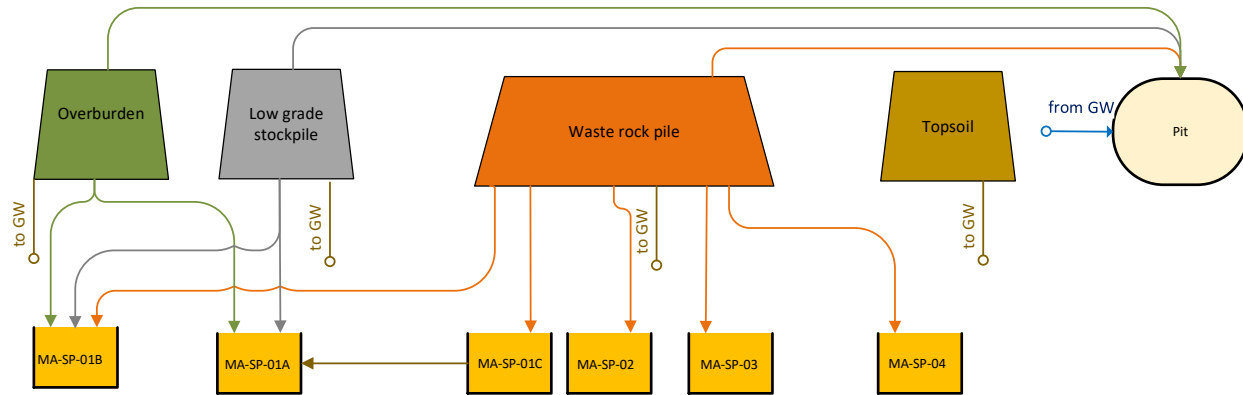 Overburden
Low grade
stockpile
Waste rock pile
Topsoil
from GW
Pit
to GW
to GW
to GW
to GW
MA-SP-01B
MA-SP-01A
MA-SP-01C
MA-SP-02
MA-SP-03
MA-SP-04